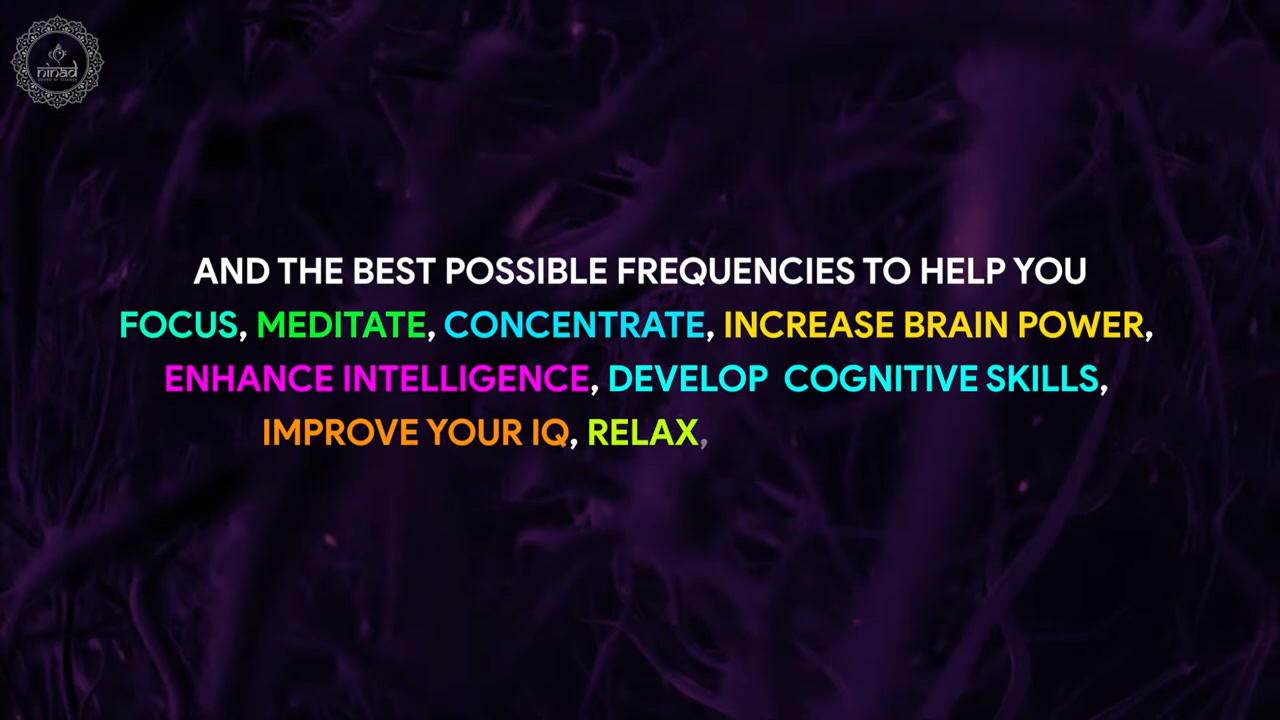 ninad
AND THE BEST POSSIBLE FREQUENCIES TO HELP YOU
FOCUS, MEDITATE, CONCENTRATE, INCREASE BRAIN POWER,
ENHANCE INTELLIGENCE, DEVELOP COGNITIVE SKILLS,
IMPROVE YOUR IQ, RELAX,